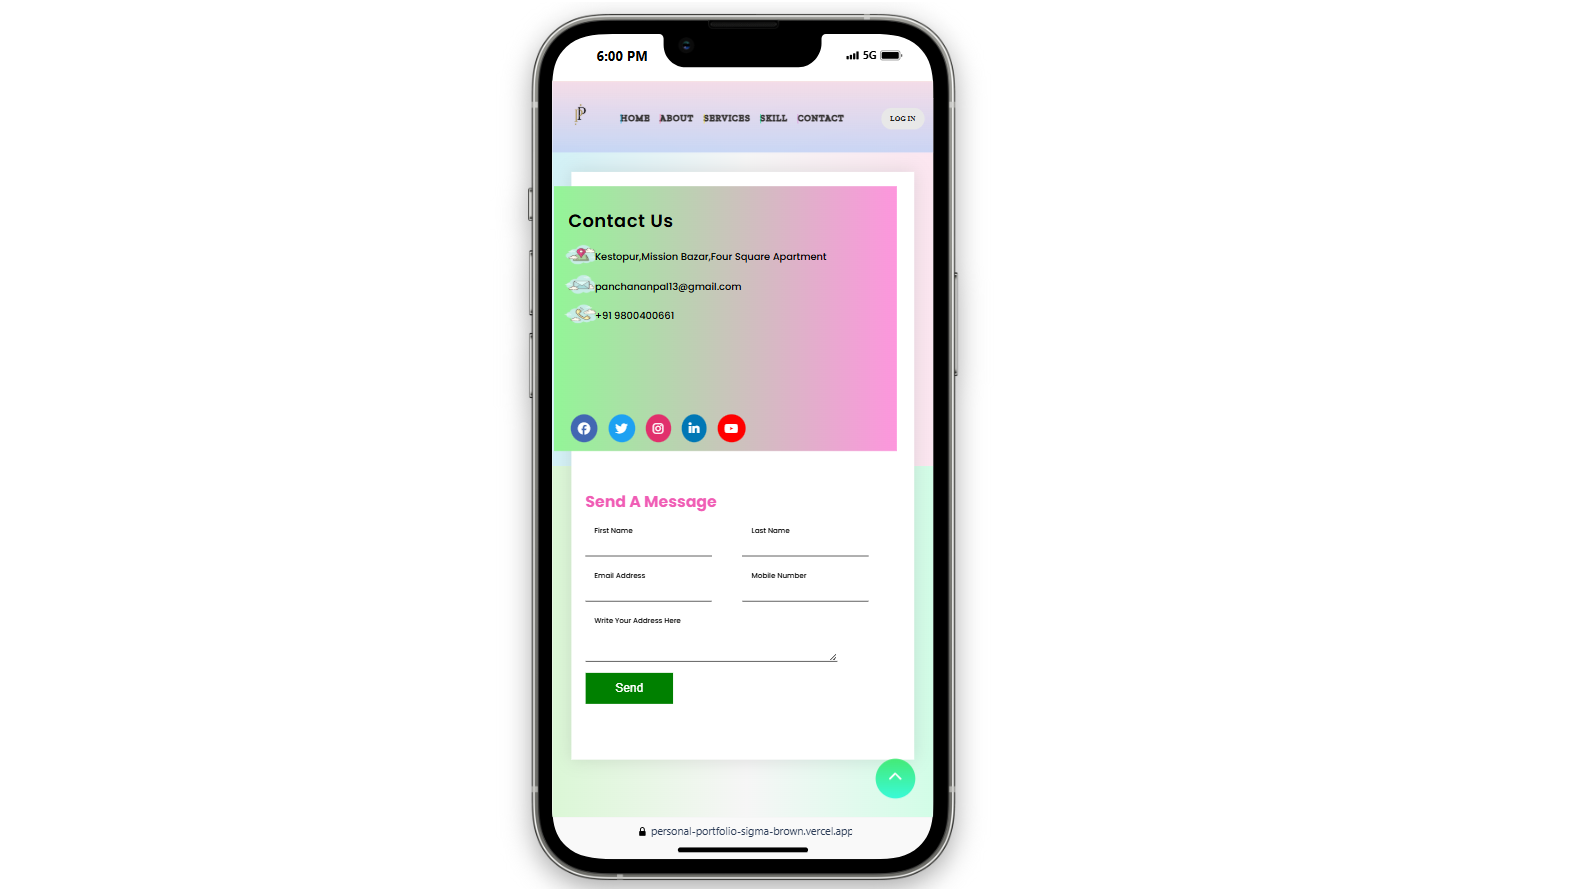 6:00 PM 5G
P HOME ABOUT SERVICES SKILL CONTACT LOG IN
Contact Us
Kestopur,Mission Bazar,Four Square Apartment
panchananpal13@gmail.com
+91 9800400661
Send A Message
First Name Last Name
Email Address Mobile Number
Write Your Address Here
Send
personal-portfolio-sigma-brown.vercel.app